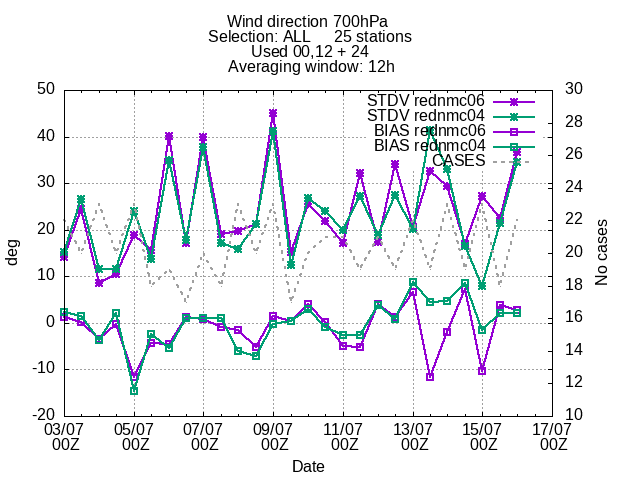 Wind direction 700hPa
Selection: ALL 25 stations
Used 00,12 + 24
Averaging window: 12h
STDV rednmc06
STDV rednmc04
BIAS rednmc06
BIAS rednmc04
CASES
50
40
30
20
10
0
-10
-20
deg
30
28
26
24
22
20
18
16
14
12
10
No cases
03/07 05/07 07/07 09/07 11/07 13/07 15/07 17/07
00Z 00Z 00Z 00Z 00Z 00Z 00Z 00Z
Date